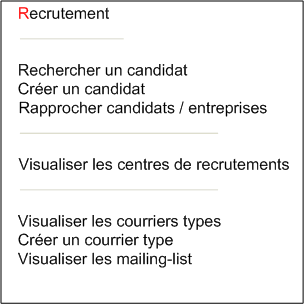 Recrutement
Rechercher un candidat
Créer un candidat
Rapprocher candidats / entreprises
Visualiser les centres de recrutements
Visualiser les courriers types
Créer un courrier type
Visualiser les mailing-list